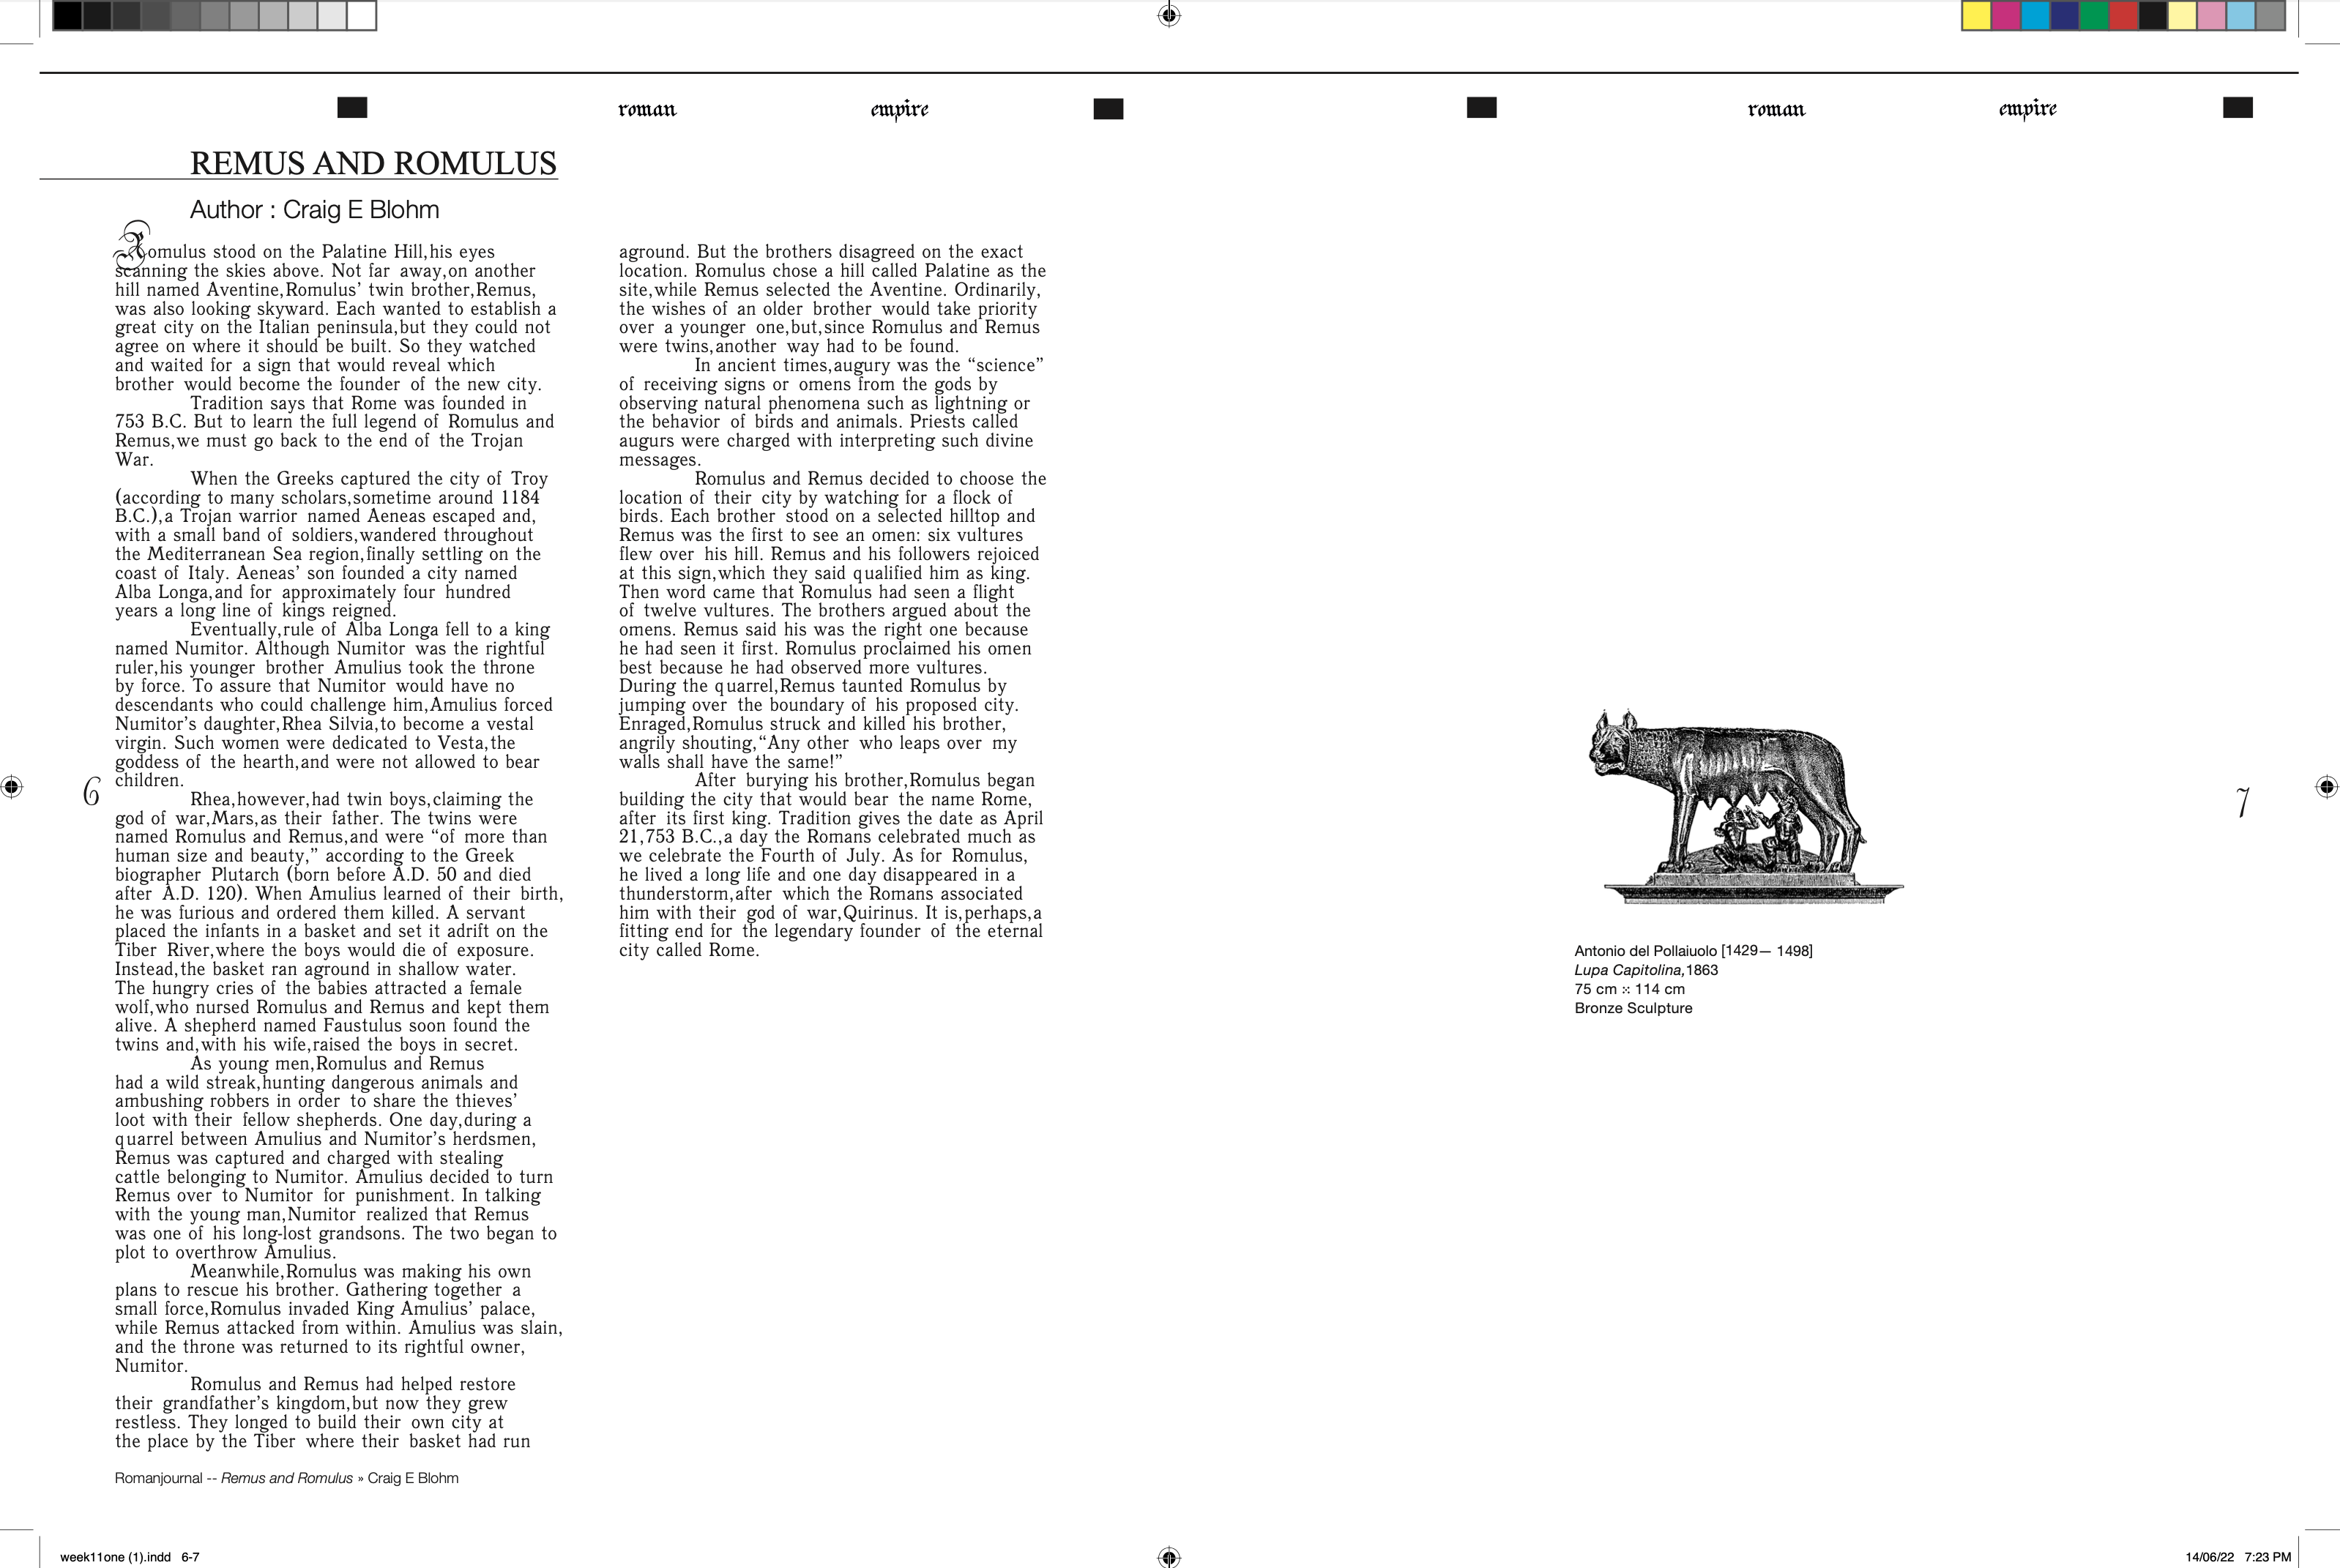 roman empire
roman empire
REMUS AND ROMULUS
Author : Craig E Blohm
Romulus stood on the Palatine Hill,his eyes
scanning the skies above. Not far away,on another
hill named Aventine,Romulus’ twin brother,Remus,
was also looking skyward. Each wanted to establish a
great city on the Italian peninsula,but they could not
agree on where it should be built. So they watched
and waited for a sign that would reveal which
brother would become the founder of the new city.
Tradition says that Rome was founded in
753 B.C. But to learn the full legend of Romulus and
Remus,we must go back to the end of the Trojan
War.
When the Greeks captured the city of Troy
(according to many scholars,sometime around 1184
B.C.),a Trojan warrior named Aeneas escaped and,
with a small band of soldiers,wandered throughout
the Mediterranean Sea region,finally settling on the
coast of Italy. Aeneas’ son founded a city named
Alba Longa,and for approximately four hundred
years a long line of kings reigned.
Eventually,rule of Alba Longa fell to a king
named Numitor. Although Numitor was the rightful
ruler,his younger brother Amulius took the throne
by force. To assure that Numitor would have no
descendants who could challenge him,Amulius forced
Numitor’s daughter,Rhea Silvia,to become a vestal
virgin. Such women were dedicated to Vesta,the
goddess of the hearth,and were not allowed to bear
children.
Rhea,however,had twin boys,claiming the
god of war,Mars,as their father. The twins were
named Romulus and Remus,and were “of more than
human size and beauty,” according to the Greek
biographer Plutarch (born before A.D. 50 and died
after A.D. 120). When Amulius learned of their birth,
he was furious and ordered them killed. A servant
placed the infants in a basket and set it adrift on the
Tiber River,where the boys would die of exposure.
Instead,the basket ran aground in shallow water.
The hungry cries of the babies attracted a female
wolf,who nursed Romulus and Remus and kept them
alive. A shepherd named Faustulus soon found the
twins and,with his wife,raised the boys in secret.
As young men,Romulus and Remus
had a wild streak,hunting dangerous animals and
ambushing robbers in order to share the thieves’
loot with their fellow shepherds. One day,during a
quarrel between Amulius and Numitor’s herdsmen,
Remus was captured and charged with stealing
cattle belonging to Numitor. Amulius decided to turn
Remus over to Numitor for punishment. In talking
with the young man,Numitor realized that Remus
was one of his long-lost grandsons. The two began to
plot to overthrow Amulius.
Meanwhile,Romulus was making his own
plans to rescue his brother. Gathering together a
small force,Romulus invaded King Amulius’ palace,
while Remus attacked from within. Amulius was slain,
and the throne was returned to its rightful owner,
Numitor.
Romulus and Remus had helped restore
their grandfather’s kingdom,but now they grew
restless. They longed to build their own city at
the place by the Tiber where their basket had run
aground. But the brothers disagreed on the exact
location. Romulus chose a hill called Palatine as the
site,while Remus selected the Aventine. Ordinarily,
the wishes of an older brother would take priority
over a younger one,but,since Romulus and Remus
were twins,another way had to be found.
In ancient times,augury was the “science”
of receiving signs or omens from the gods by
observing natural phenomena such as lightning or
the behavior of birds and animals. Priests called
augurs were charged with interpreting such divine
messages.
Romulus and Remus decided to choose the
location of their city by watching for a flock of
birds. Each brother stood on a selected hilltop and
Remus was the first to see an omen: six vultures
flew over his hill. Remus and his followers rejoiced
at this sign,which they said qualified him as king.
Then word came that Romulus had seen a flight
of twelve vultures. The brothers argued about the
omens. Remus said his was the right one because
he had seen it first. Romulus proclaimed his omen
best because he had observed more vultures.
During the quarrel,Remus taunted Romulus by
jumping over the boundary of his proposed city.
Enraged,Romulus struck and killed his brother,
angrily shouting,“Any other who leaps over my
walls shall have the same!”
After burying his brother,Romulus began
building the city that would bear the name Rome,
after its first king. Tradition gives the date as April
21,753 B.C.,a day the Romans celebrated much as
we celebrate the Fourth of July. As for Romulus,
he lived a long life and one day disappeared in a
thunderstorm,after which the Romans associated
him with their god of war,Quirinus. It is,perhaps,a
fitting end for the legendary founder of the eternal
city called Rome.
6
Romanjournal -- Remus and Romulus » Craig E Blohm
Antonio del Pollaiuolo [1429— 1498]
Lupa Capitolina,1863
75 cm × 114 cm
Bronze Sculpture
7
week11one (1).indd 6-7
14/06/22 7:23 PM